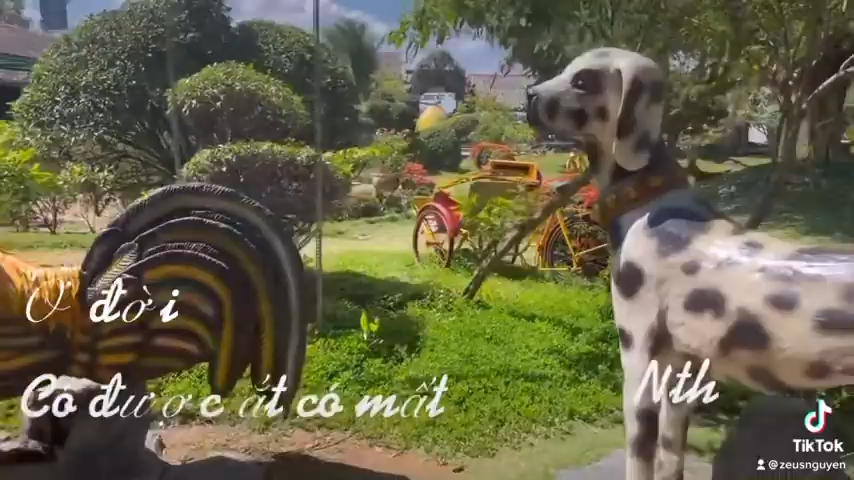 Ở đời
Có được ắt có mất
Nth
TikTok
@zeusnguyen